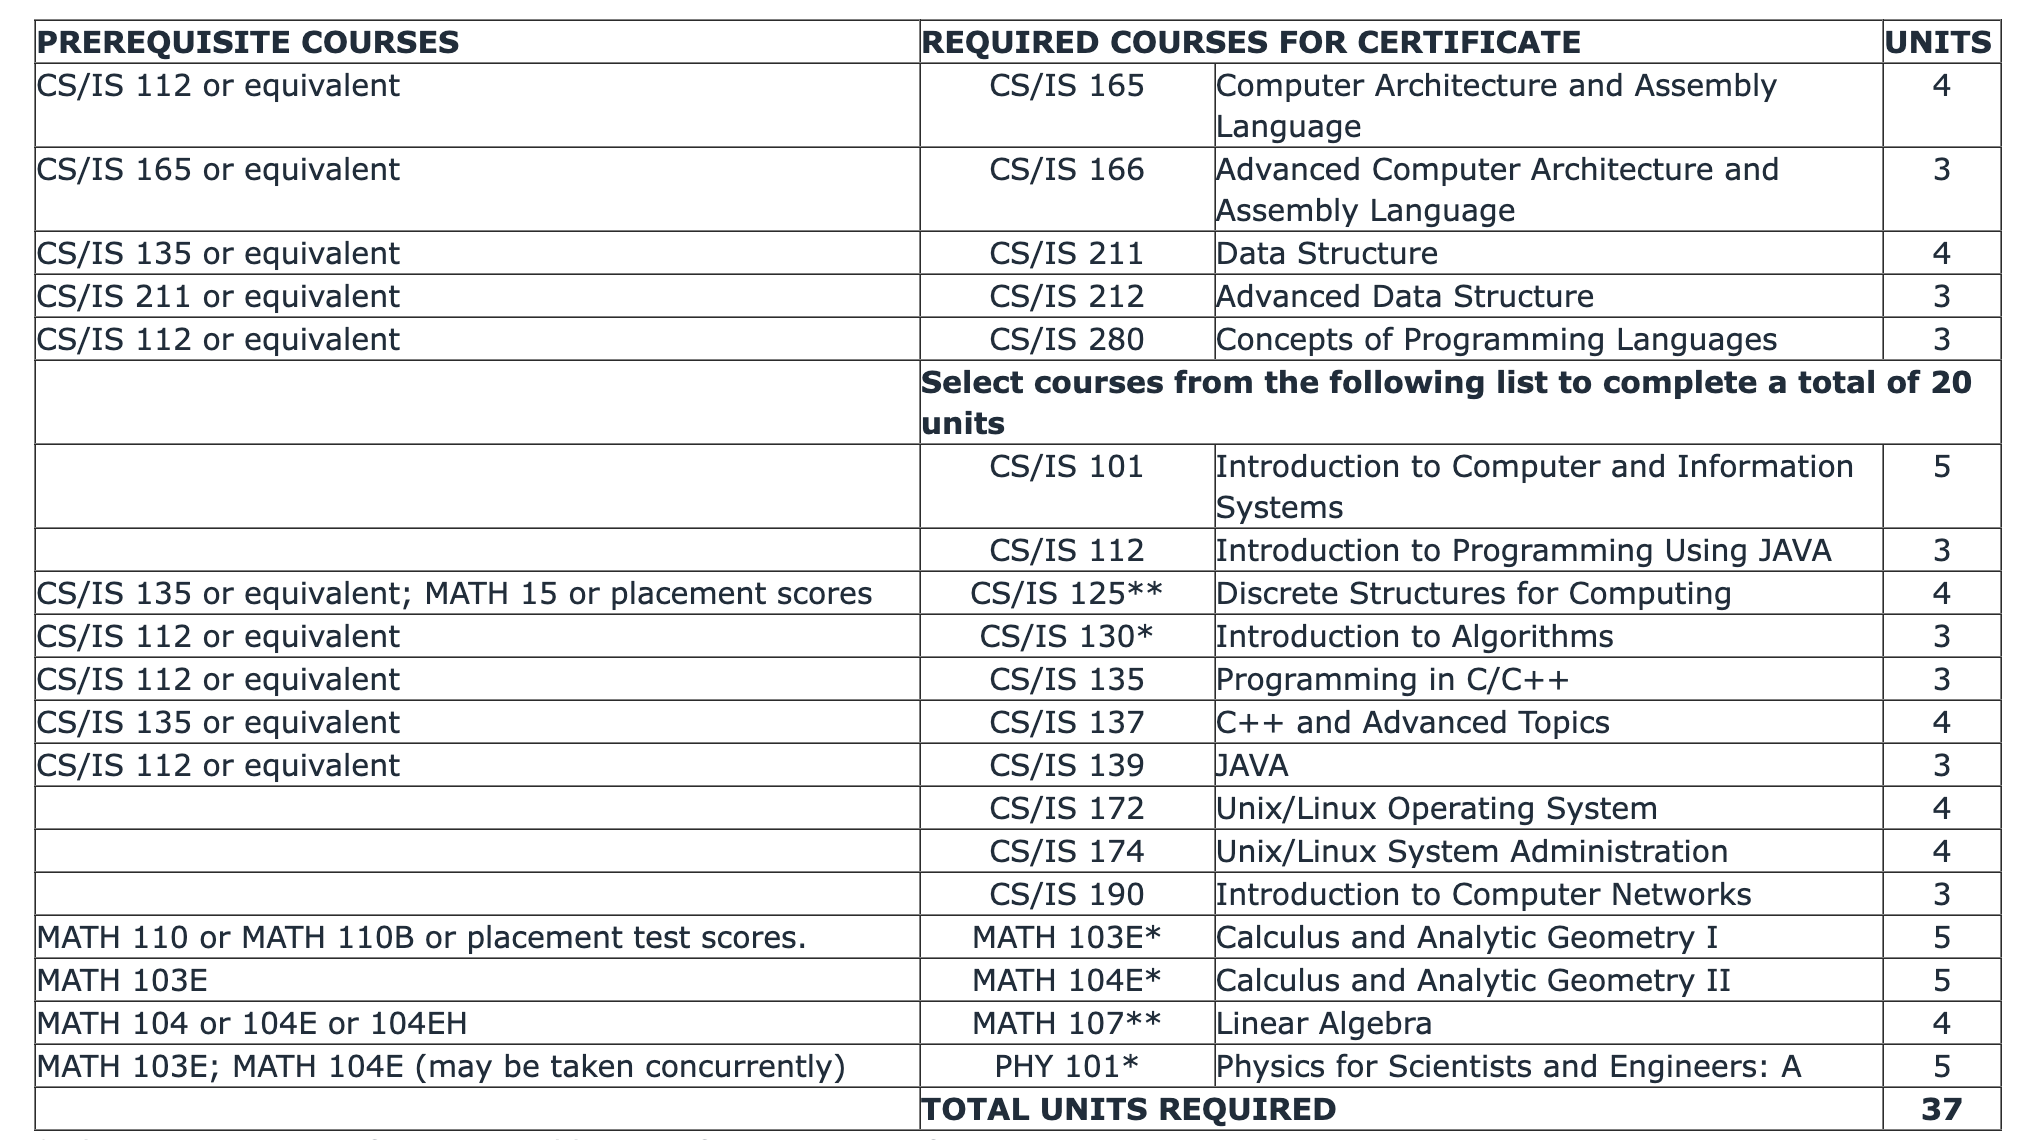 PREREQUISITE COURSES REQUIRED COURSES FOR CERTIFICATE UNITS
CS/IS 112 or equivalent CS/IS 165 Computer Architecture and Assembly 4
Language
CS/IS 165 or equivalent CS/IS 166 Advanced Computer Architecture and 3
Assembly Language
CS/IS 135 or equivalent CS/IS 211 Data Structure 4
CS/IS 211 or equivalent CS/IS 212 Advanced Data Structure 3
CS/IS 112 or equivalent CS/IS 280 Concepts of Programming Languages 3
Select courses from the following list to complete a total of 20
units
CS/IS 101 Introduction to Computer and Information 5
Systems
CS/IS 112 Introduction to Programming Using JAVA 3
CS/IS 135 or equivalent; MATH 15 or placement scores CS/IS 125** Discrete Structures for Computing 4
CS/IS 112 or equivalent CS/IS 130* Introduction to Algorithms 3
CS/IS 112 or equivalent CS/IS 135 Programming in C/C++ 3
CS/IS 135 or equivalent CS/IS 137 C++ and Advanced Topics 4
CS/IS 112 or equivalent CS/IS 139 JAVA 3
CS/IS 172 Unix/Linux Operating System 4
CS/IS 174 Unix/Linux System Administration 4
CS/IS 190 Introduction to Computer Networks 3
MATH 110 or MATH 110B or placement test scores. MATH 103E* Calculus and Analytic Geometry I 5
MATH 103E MATH 104E* Calculus and Analytic Geometry II 5
MATH 104 or 104E or 104EH MATH 107** Linear Algebra 4
MATH 103E; MATH 104E (may be taken concurrently) PHY 101* Physics for Scientists and Engineers: A 5
TOTAL UNITS REQUIRED 37